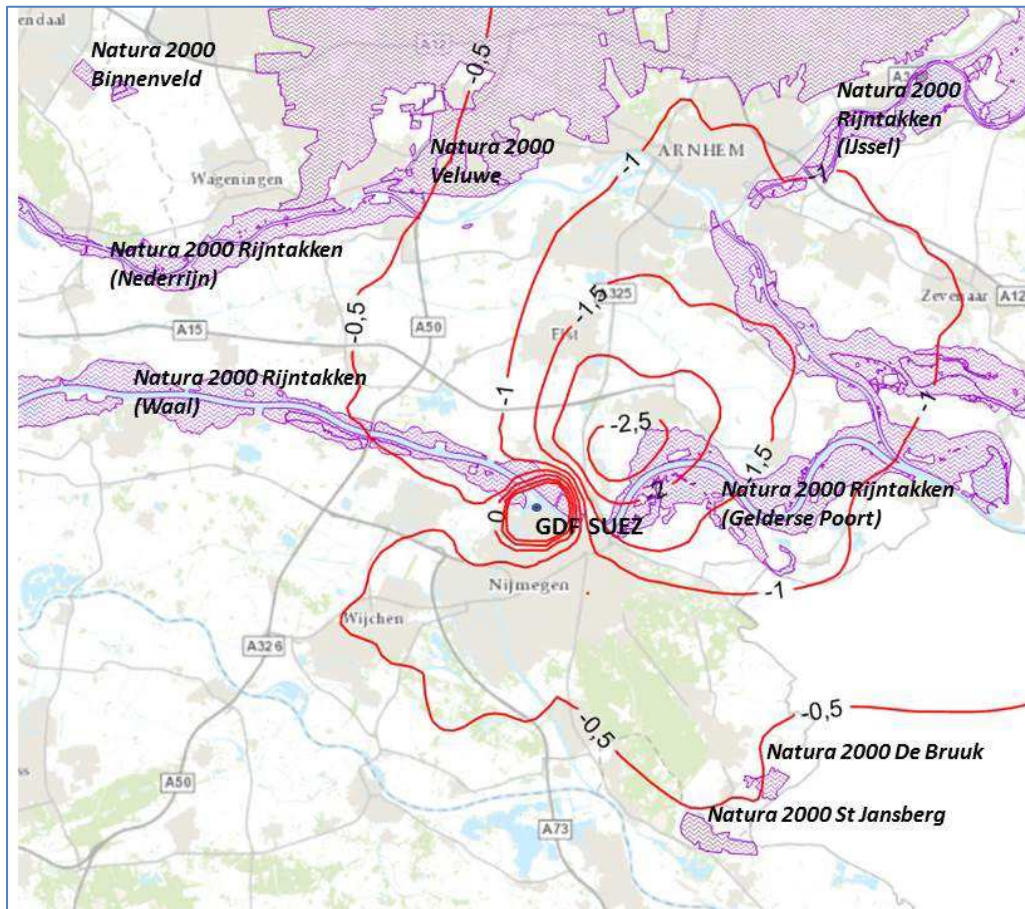 endaal
Natura 2000
Binnenveld
A12
-0,5
Natura 2000
Rijntakken
(IJssel)
Natura 2000
Veluwe
Wageningen
ARNHEM
-1
-1
Natura 2000 Rijntakken
(Nederrijn)
Zevenaar
A12
A15
A50
-0,5
-1,5
A325
Elst
Natura 2000 Rijntakken
(Waal)
-1
-1
-2,5
-1,5
-2
Natura 2000 Rijntakken
(Gelderse Poort)
0
GDF SUEZ
Nijmegen
-1
Wijchen
A326
-0,5
-0,5
Natura 2000 De Bruuk
A50
Natura 2000 St Jansberg
A73